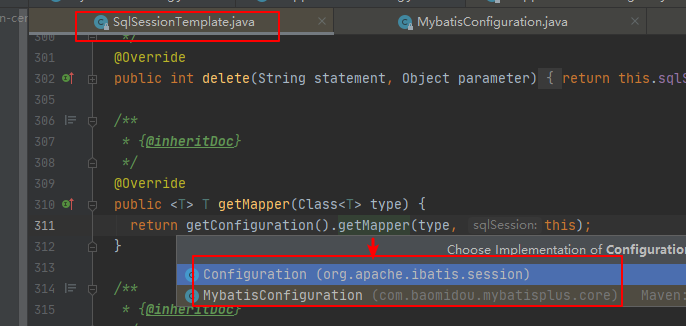 SqlSessionTemplate.java MybatisConfiguration.java
300 */
301 @Override
302 public int delete(String statement, Object parameter) { return this.sqlS
305
306 /**
307 * {@inheritDoc}
308 */
309 @Override
310 public <T> T getMapper(Class<T> type) {
311 return getConfiguration().getMapper(type, sqlSession: this);
312 }
313 Choose Implementation of Configuration
314 /** Configuration (org.apache.ibatis.session)
315 * {@inheritDoc} MybatisConfiguration (com.baomidou.mybatisplus.core) Maven: